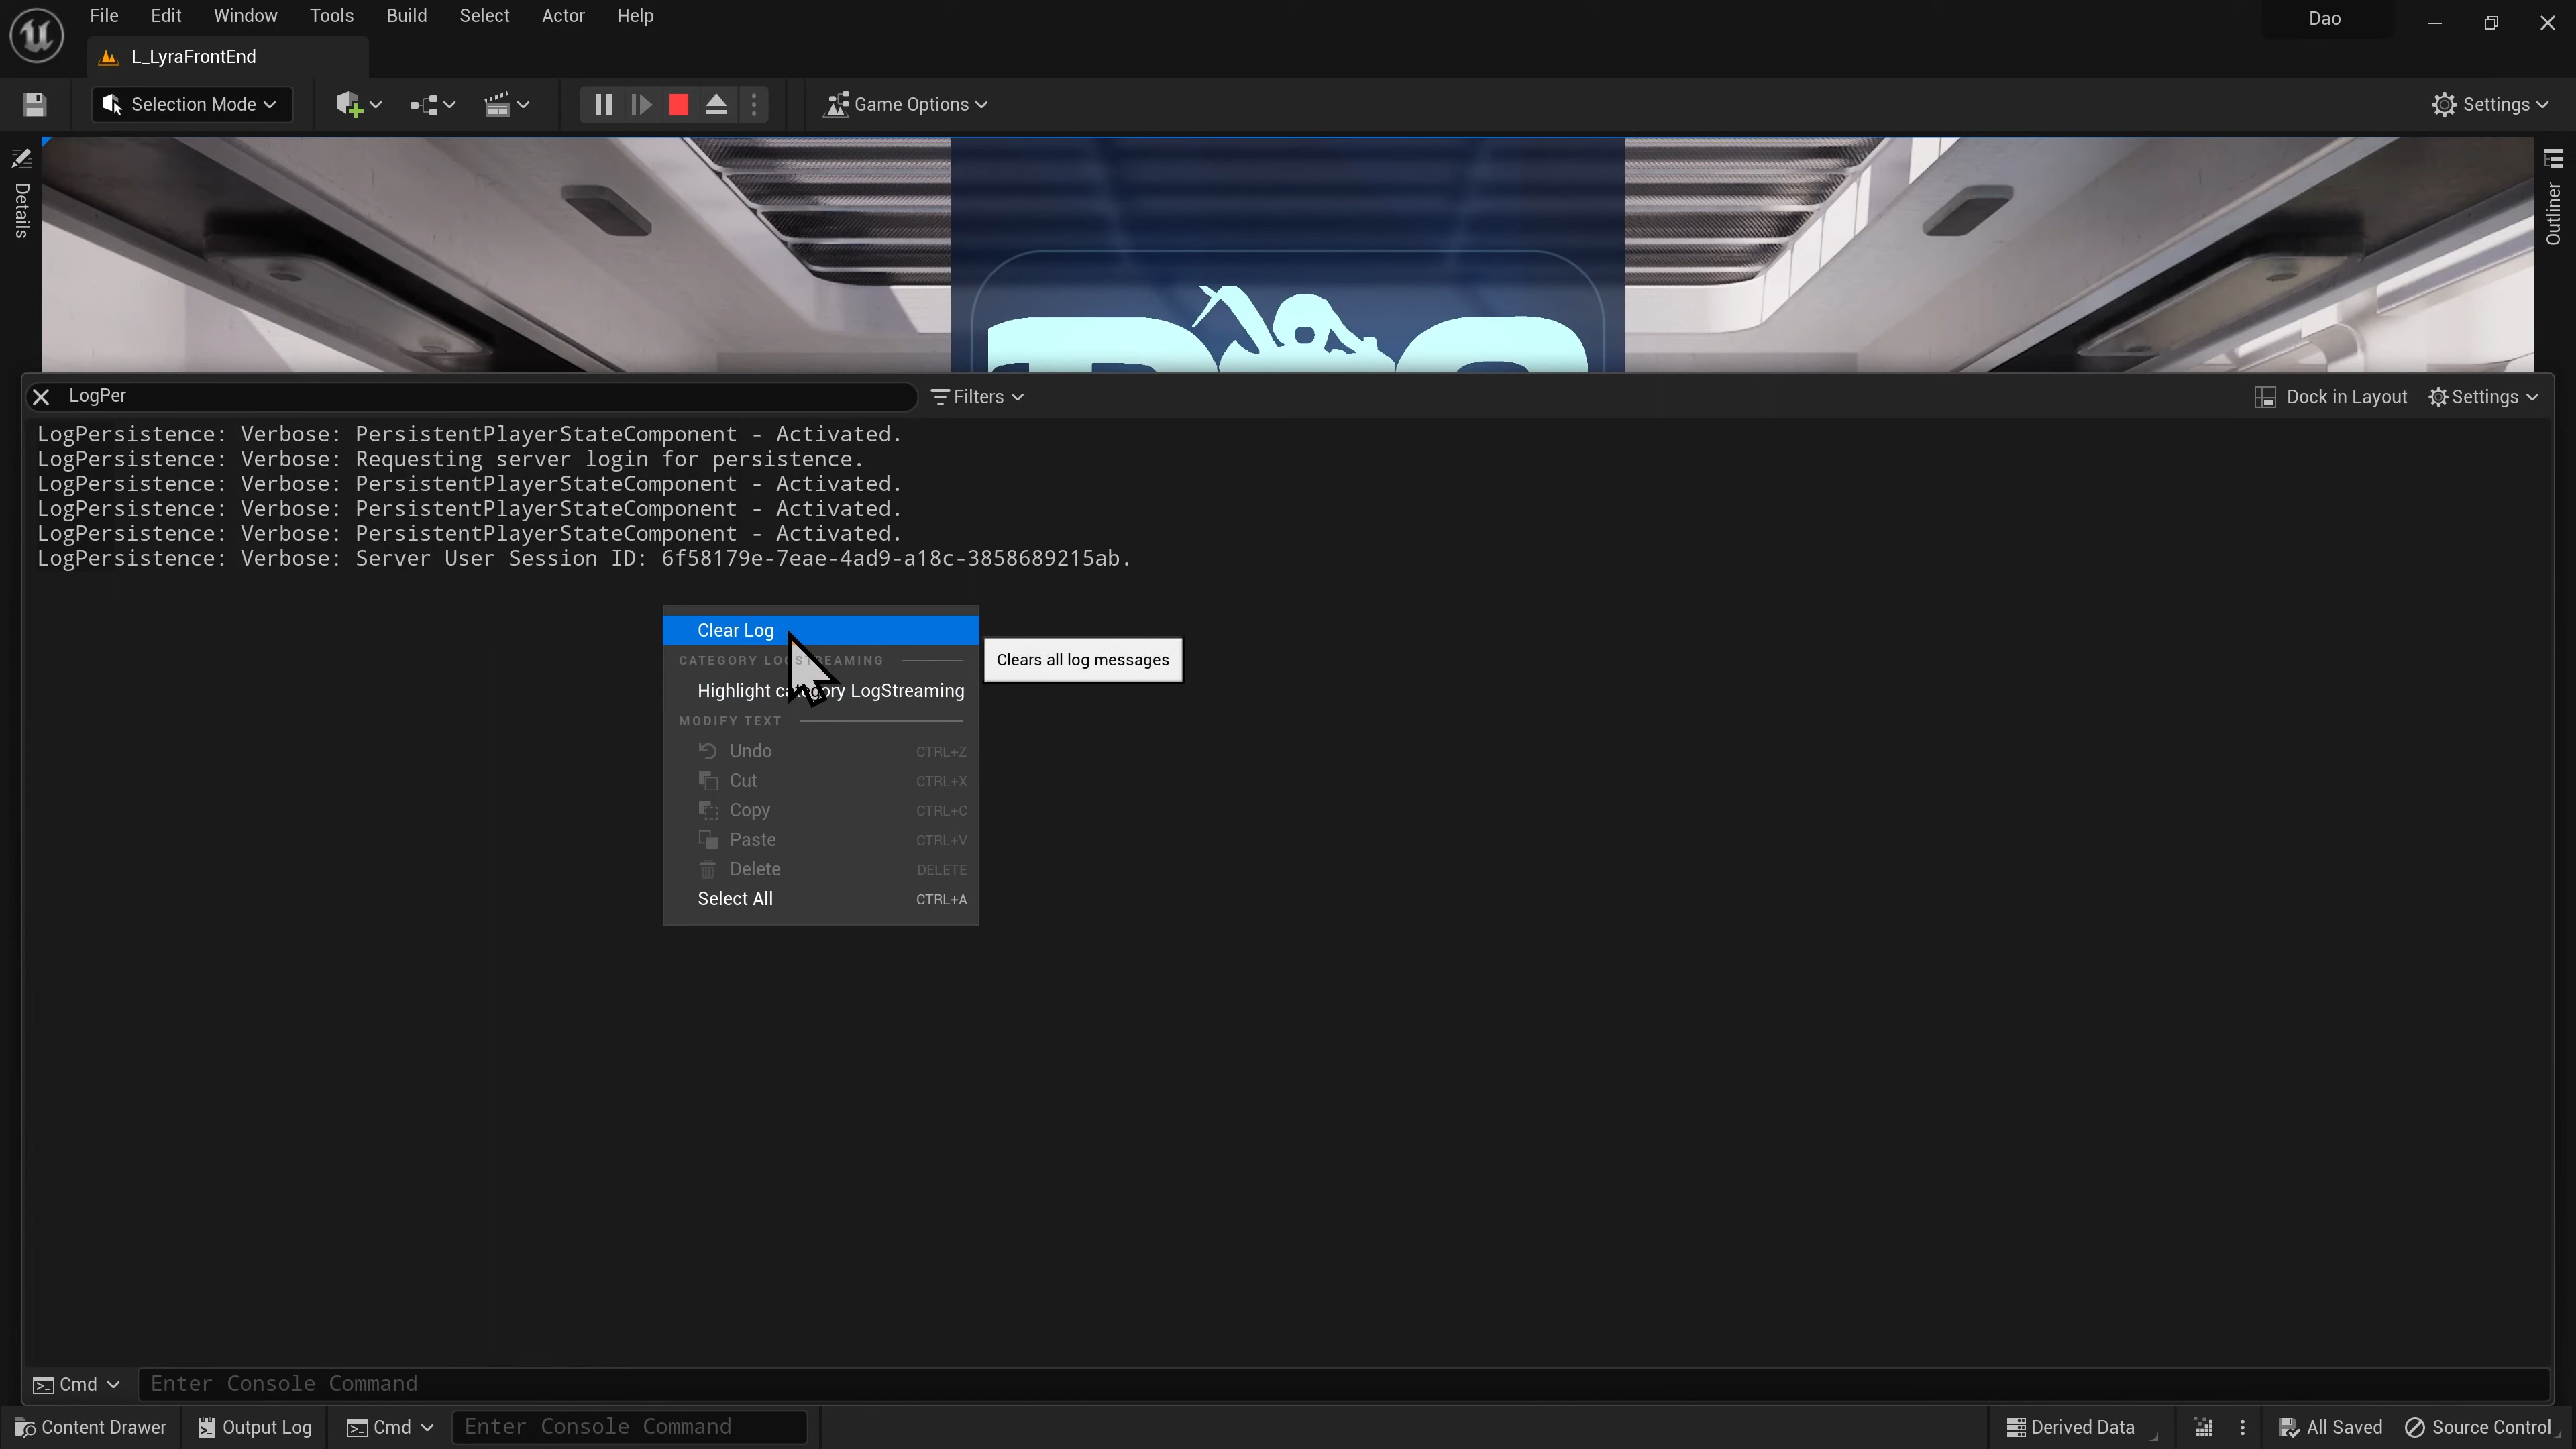 File Edit Window Tools Build Select Actor Help
Dao
L_LyraFrontEnd
Selection Mode
Game Options
Settings
Details
Outliner
LogPer
Filters
Dock in Layout
Settings
LogPersistence: Verbose: PersistentPlayerStateComponent - Activated.
LogPersistence: Verbose: Requesting server login for persistence.
LogPersistence: Verbose: PersistentPlayerStateComponent - Activated.
LogPersistence: Verbose: PersistentPlayerStateComponent - Activated.
LogPersistence: Verbose: PersistentPlayerStateComponent - Activated.
LogPersistence: Verbose: Server User Session ID: 6f58179e-7eae-4ad9-a18c-3858689215ab.
Clear Log
Clears all log messages
CATEGORY LOGSTREAMING
Highlight category LogStreaming
MODIFY TEXT
Undo CTRL+Z
Cut CTRL+X
Copy CTRL+C
Paste CTRL+V
Delete DELETE
Select All CTRL+A
Cmd Enter Console Command
Content Drawer Output Log Cmd Enter Console Command Derived Data All Saved Source Control